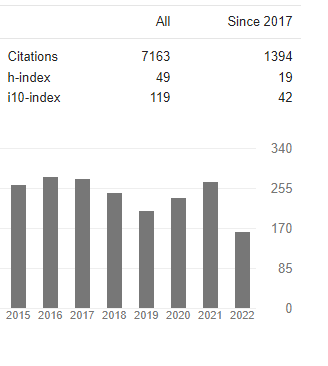 All Since 2017
Citations 7163 1394
h-index 49 19
i10-index 119 42
340
255
170
85
0
2015 2016 2017 2018 2019 2020 2021 2022